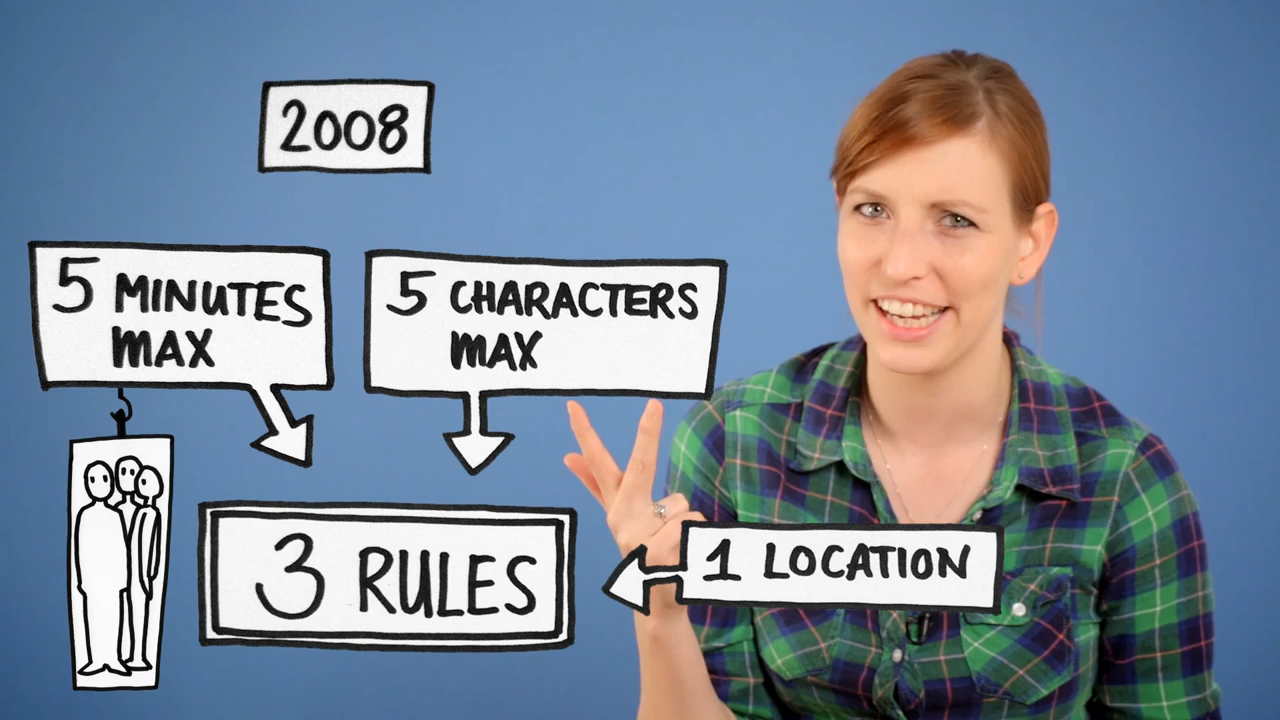 2008
5 MINUTES
MAX
5 CHARACTERS
MAX
3 RULES
1 LOCATION